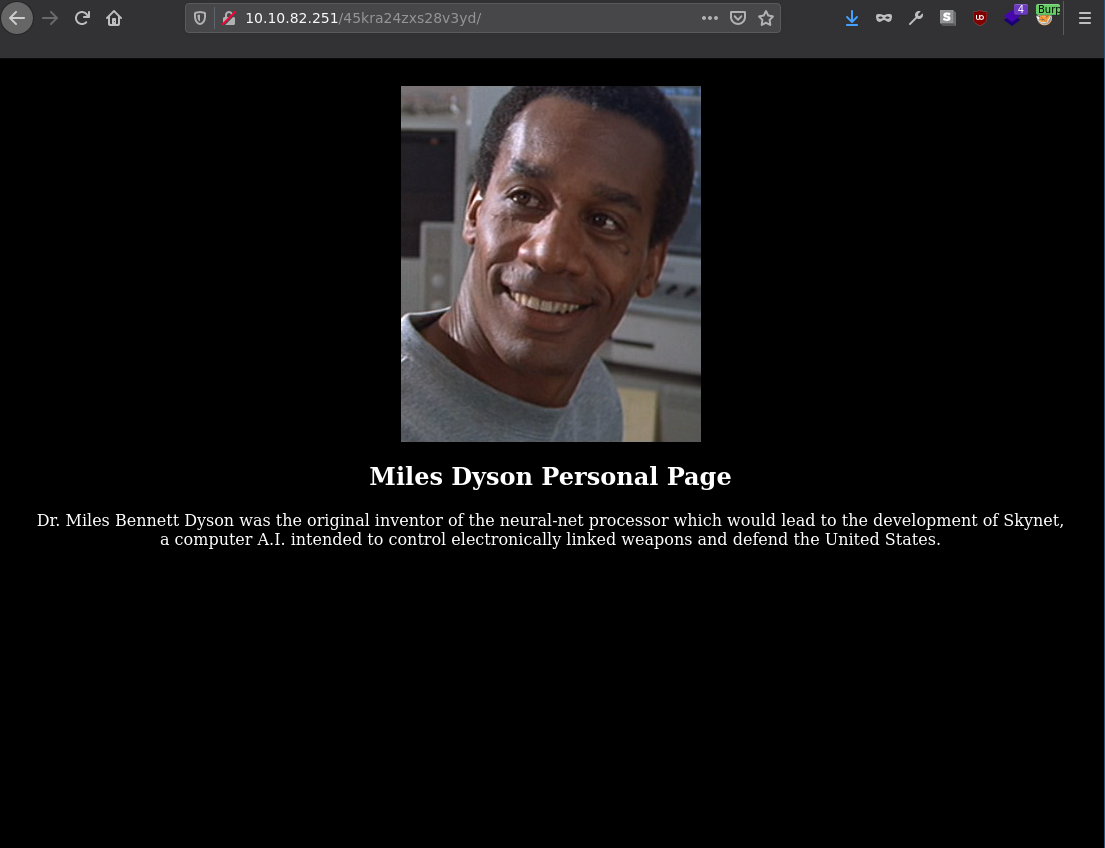 10.10.82.251/45kra24zxs28v3yd/
S
4
Burp
Miles Dyson Personal Page
Dr. Miles Bennett Dyson was the original inventor of the neural-net processor which would lead to the development of Skynet,
a computer A.I. intended to control electronically linked weapons and defend the United States.